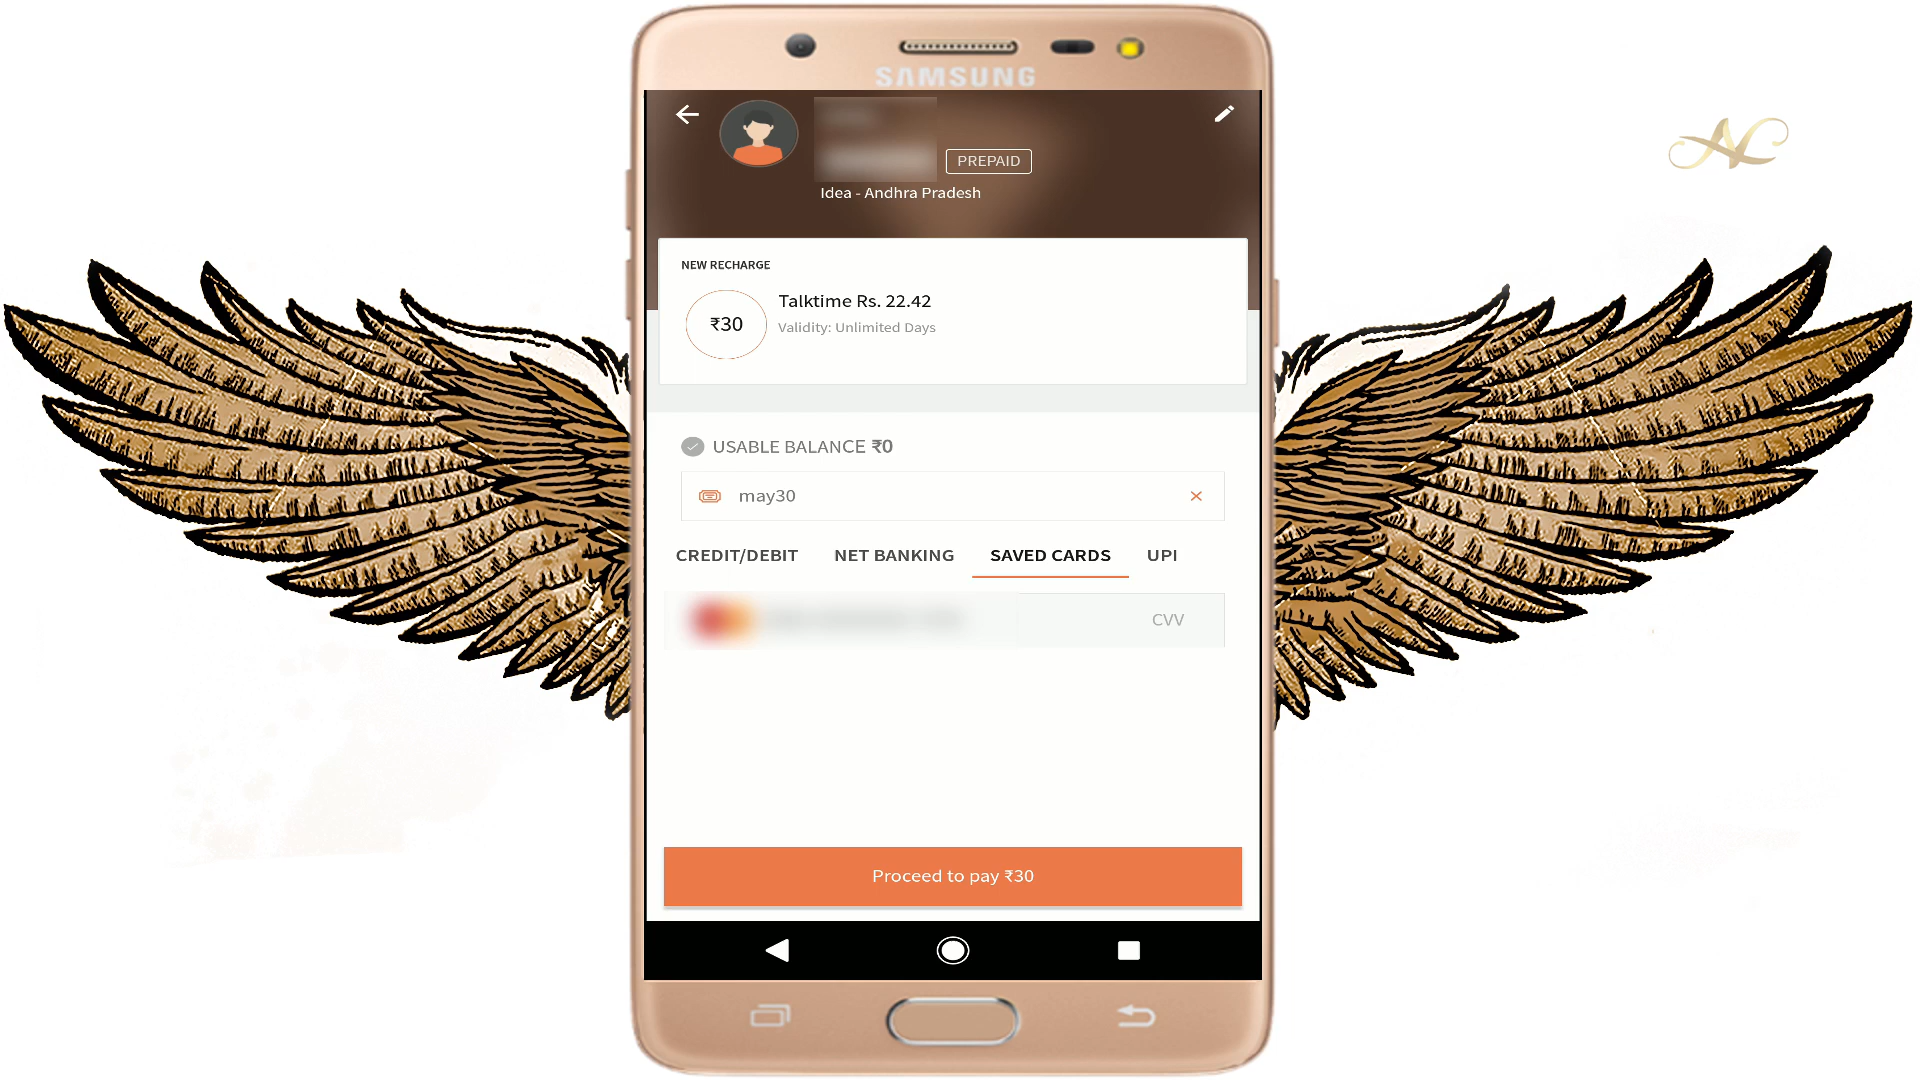 SAMSUNG
PREPAID
Idea - Andhra Pradesh
NEW RECHARGE
₹30
Talktime Rs. 22.42
Validity: Unlimited Days
USABLE BALANCE ₹0
may30
CREDIT/DEBIT NET BANKING SAVED CARDS UPI
CVV
Proceed to pay ₹30